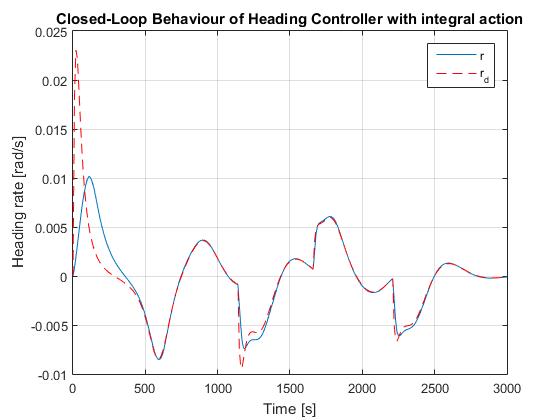 Closed-Loop Behaviour of Heading Controller with integral action
0.025
0.02
0.015
0.01
0.005
0
-0.005
-0.01
Heading rate [rad/s]
r
r_d
0 500 1000 1500 2000 2500 3000
Time [s]